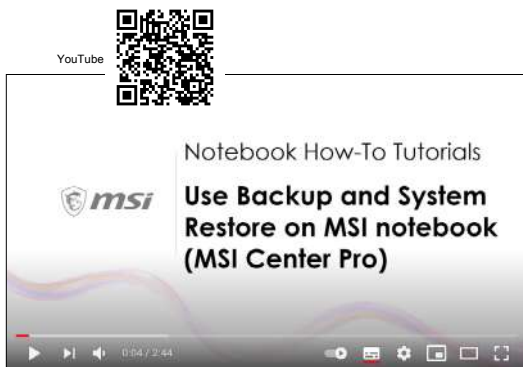 YouTube
Notebook How-To Tutorials
msi
Use Backup and System
Restore on MSI notebook
(MSI Center Pro)
0:04 / 2:44